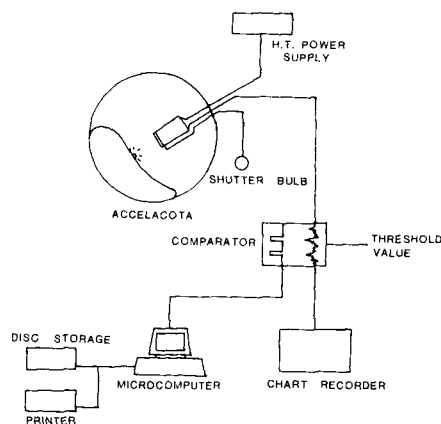 H.T. POWER
SUPPLY
SHUTTER BULB
ACCELACOTA
COMPARATOR
THRESHOLD
VALUE
DISC STORAGE
MICROCOMPUTER
CHART RECORDER
PRINTER